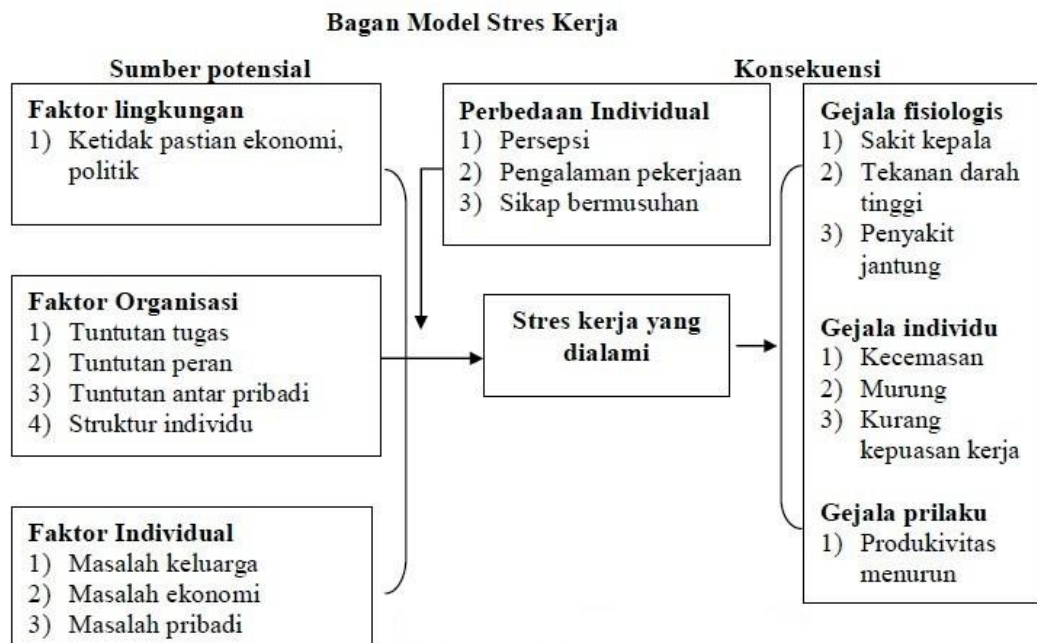 Bagan Model Stres Kerja
Sumber potensial
Faktor lingkungan
1) Ketidak pastian ekonomi,
politik
Faktor Organisasi
1) Tuntutan tugas
2) Tuntutan peran
3) Tuntutan antar pribadi
4) Struktur individu
Faktor Individual
1) Masalah keluarga
2) Masalah ekonomi
3) Masalah pribadi
Perbedaan Individual
1) Persepsi
2) Pengalaman pekerjaan
3) Sikap bermusuhan
Stres kerja yang
dialami
Konsekuensi
Gejala fisiologis
1) Sakit kepala
2) Tekanan darah
tinggi
3) Penyakit
jantung
Gejala individu
1) Kecemasan
2) Murung
3) Kurang
kepuasan kerja
Gejala prilaku
1) Produkivitas
menurun